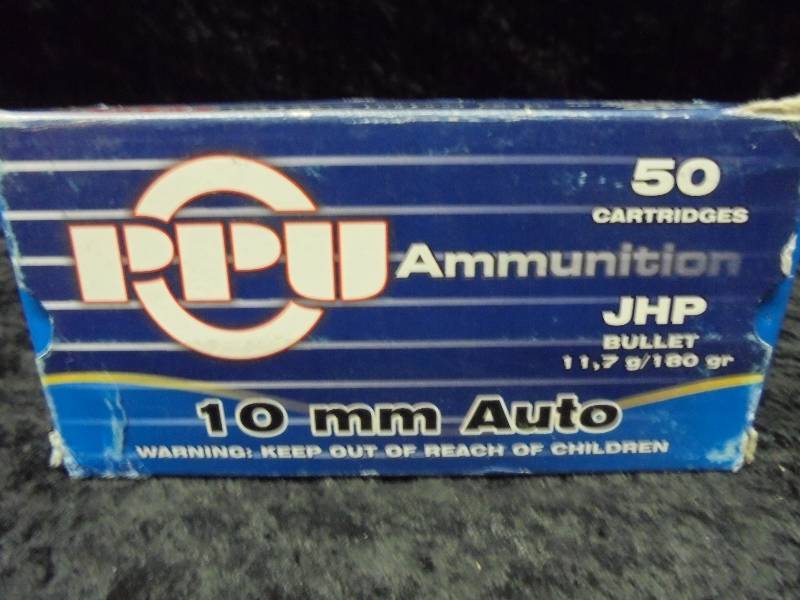 50
CARTRIDGES
PPU Ammunition
JHP
BULLET
11,7 g/180 gr
10 mm Auto
WARNING: KEEP OUT OF REACH OF CHILDREN